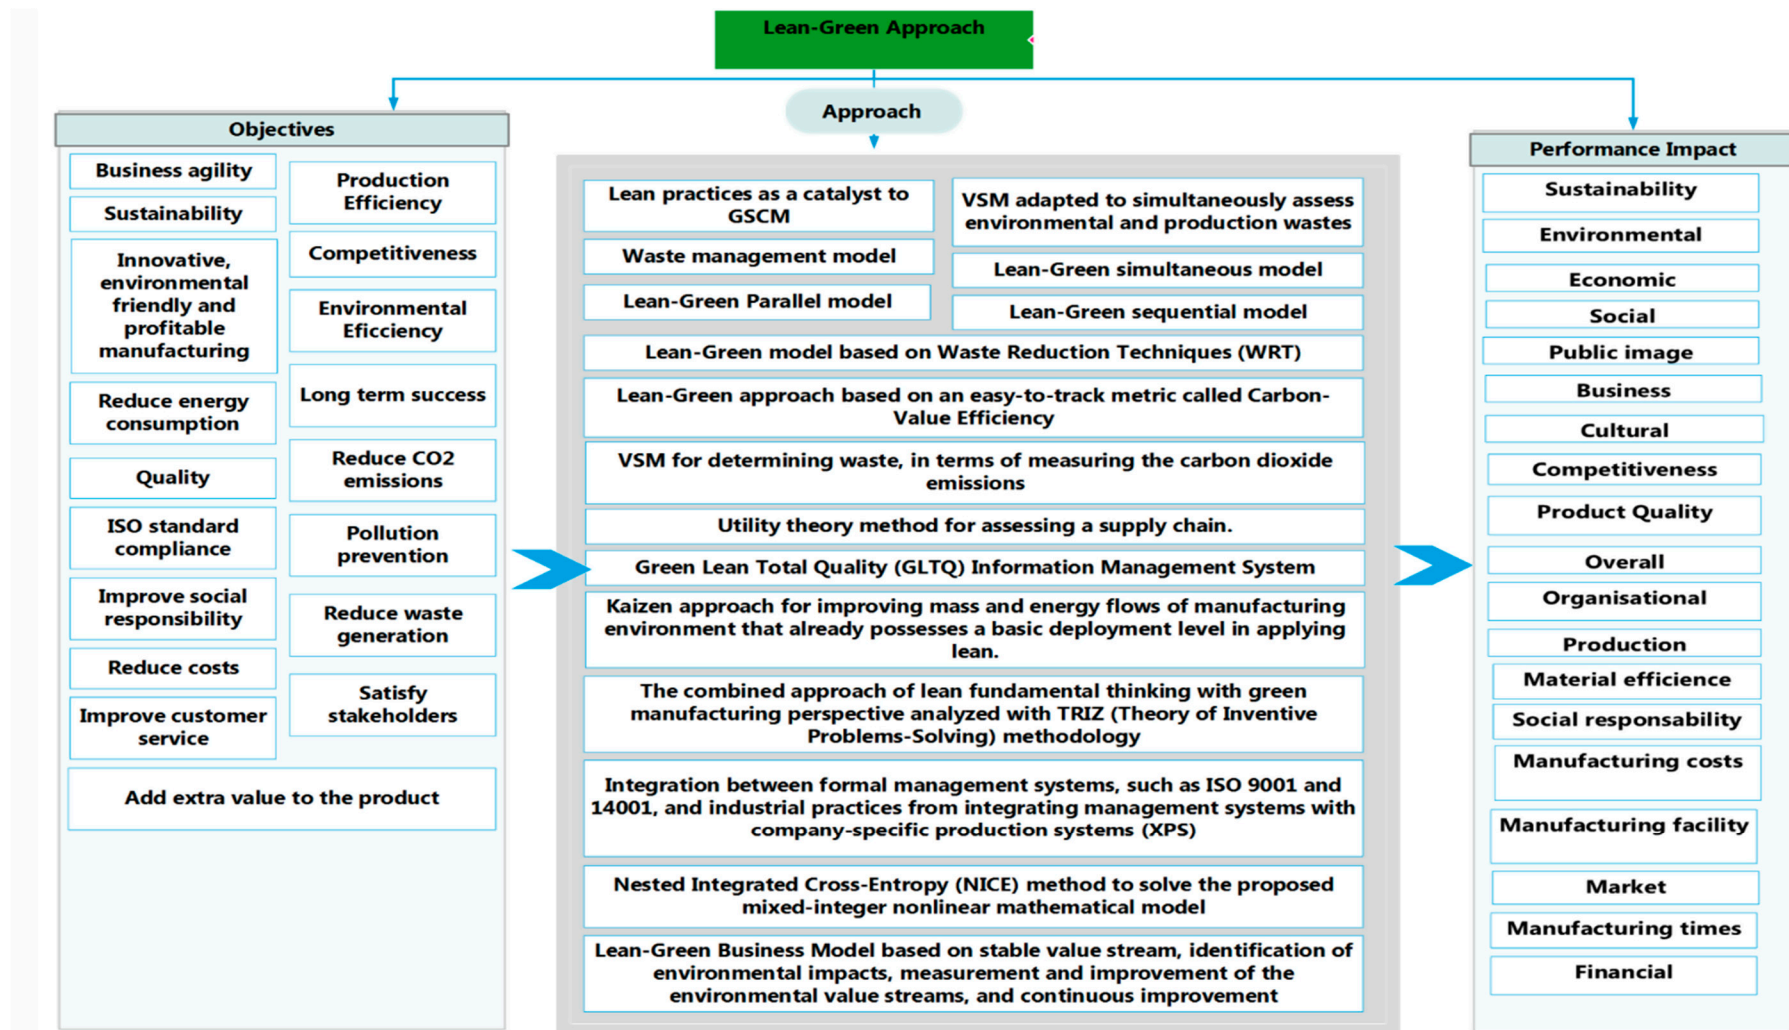 Lean-Green Approach
Approach
Objectives
Business agility
Sustainability
Innovative,
environmental
friendly and
profitable
manufacturing
Reduce energy
consumption
Quality
ISO standard
compliance
Improve social
responsibility
Reduce costs
Improve customer
service
Production
Efficiency
Competitiveness
Environmental
Eficciency
Long term success
Reduce CO2
emissions
Pollution
prevention
Reduce waste
generation
Satisfy
stakeholders
Add extra value to the product
Lean practices as a catalyst to
GSCM
Waste management model
Lean-Green Parallel model
VSM adapted to simultaneously assess
environmental and production wastes
Lean-Green simultaneous model
Lean-Green sequential model
Lean-Green model based on Waste Reduction Techniques (WRT)
Lean-Green approach based on an easy-to-track metric called Carbon-
Value Efficiency
VSM for determining waste, in terms of measuring the carbon dioxide
emissions
Utility theory method for assessing a supply chain.
Green Lean Total Quality (GLTQ) Information Management System
Kaizen approach for improving mass and energy flows of manufacturing
environment that already possesses a basic deployment level in applying
lean.
The combined approach of lean fundamental thinking with green
manufacturing perspective analyzed with TRIZ (Theory of Inventive
Problems-Solving) methodology
Integration between formal management systems, such as ISO 9001 and
14001, and industrial practices from integrating management systems with
company-specific production systems (XPS)
Nested Integrated Cross-Entropy (NICE) method to solve the proposed
mixed-integer nonlinear mathematical model
Lean-Green Business Model based on stable value stream, identification of
environmental impacts, measurement and improvement of the
environmental value streams, and continuous improvement
Performance Impact
Sustainability
Environmental
Economic
Social
Public image
Business
Cultural
Competitiveness
Product Quality
Overall
Organisational
Production
Material efficience
Social responsability
Manufacturing costs
Manufacturing facility
Market
Manufacturing times
Financial